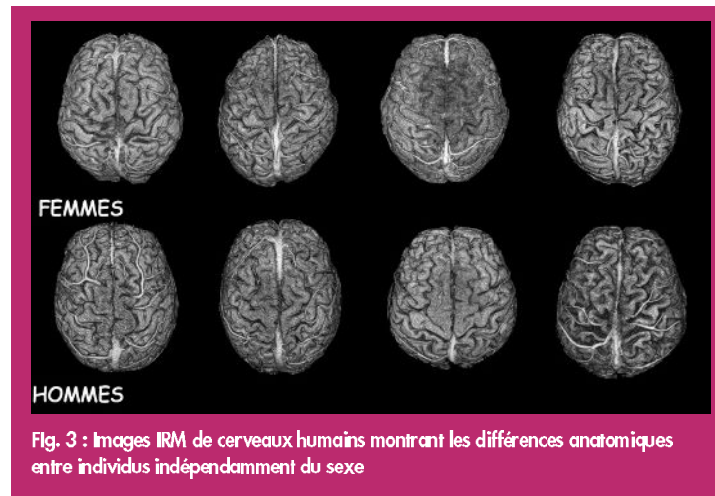 FEMMES
HOMMES
Fig. 3 : Images IRM de cerveaux humains montrant les différences anatomiques
entre individus indépendamment du sexe